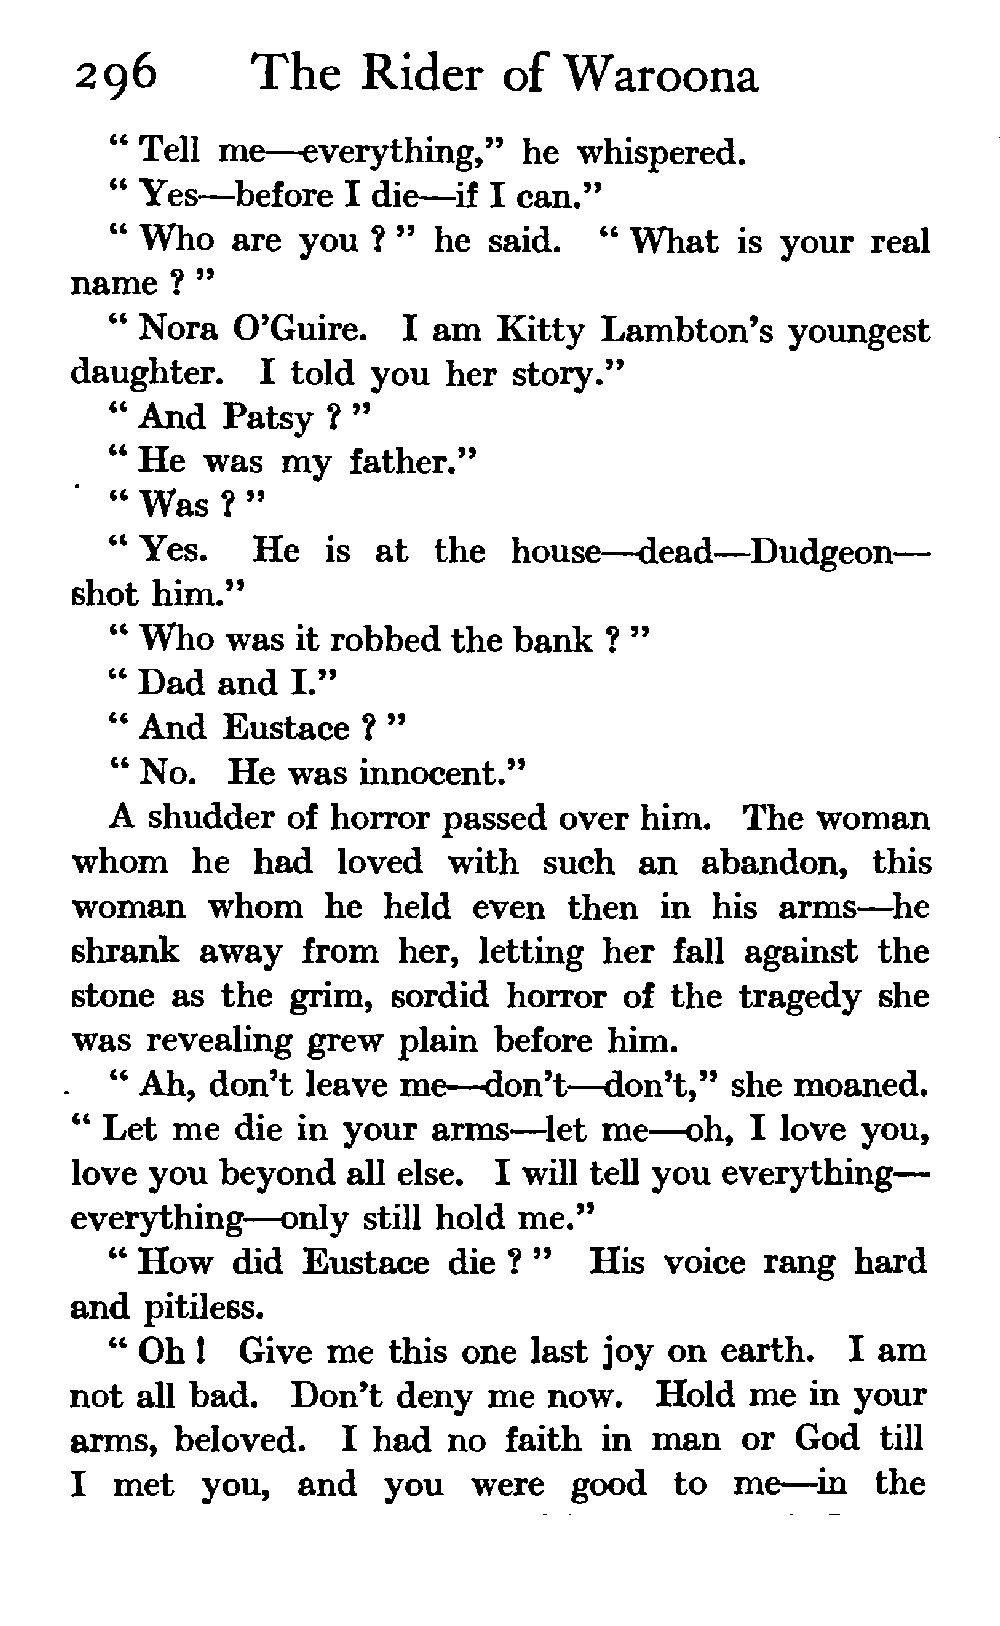 296 The Rider of Waroona
“ Tell me—everything,” he whispered.
“ Yes—before I die—if I can.”
“ Who are you ? ” he said. “ What is your real
name ? ”
“ Nora O’Guire. I am Kitty Lambton’s youngest
daughter. I told you her story.”
“ And Patsy ? ”
“ He was my father.”
“ Was ? ”
“ Yes. He is at the house—dead—Dudgeon—
shot him.”
“ Who was it robbed the bank ? ”
“ Dad and I.”
“ And Eustace ? ”
“ No. He was innocent.”
A shudder of horror passed over him. The woman
whom he had loved with such an abandon, this
woman whom he held even then in his arms—he
shrank away from her, letting her fall against the
stone as the grim, sordid horror of the tragedy she
was revealing grew plain before him.
“ Ah, don’t leave me—don’t—don’t,” she moaned.
“ Let me die in your arms—let me—oh, I love you,
love you beyond all else. I will tell you everything—
everything—only still hold me.”
“ How did Eustace die ? ” His voice rang hard
and pitiless.
“ Oh ! Give me this one last joy on earth. I am
not all bad. Don’t deny me now. Hold me in your
arms, beloved. I had no faith in man or God till
I met you, and you were good to me—in the